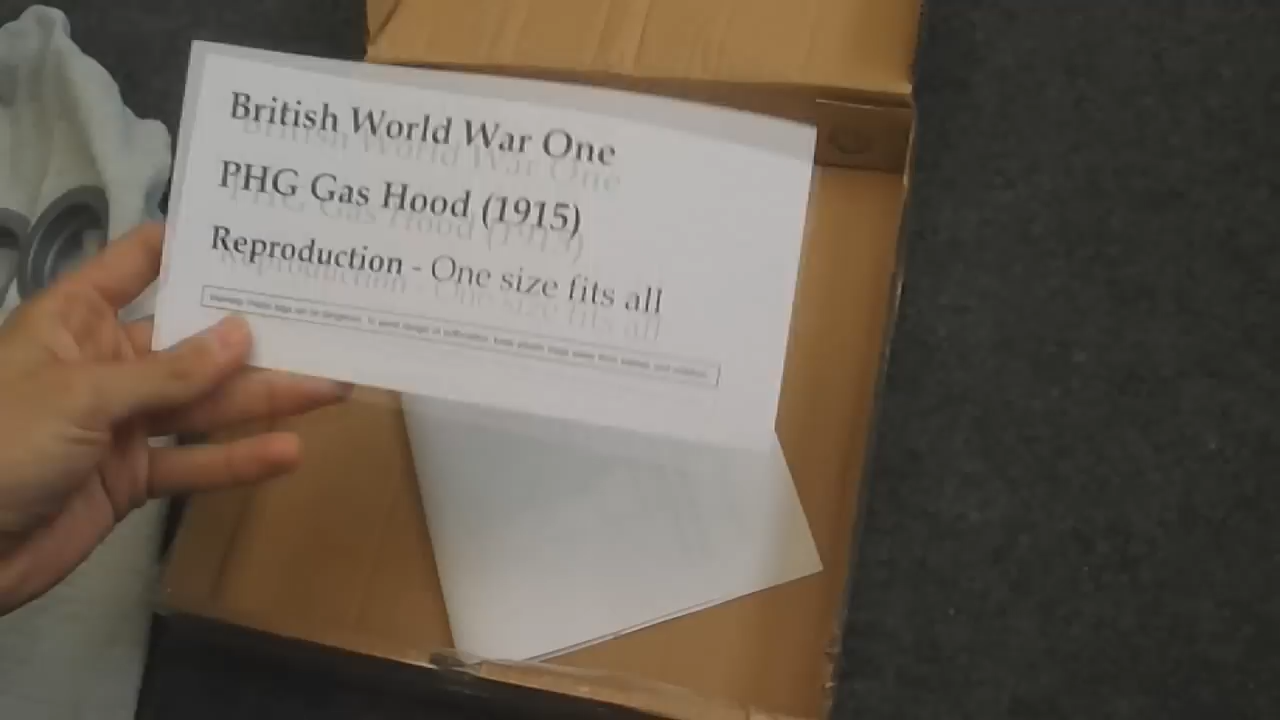 British World War One
PHG Gas Hood (1915)
Reproduction - One size fits all